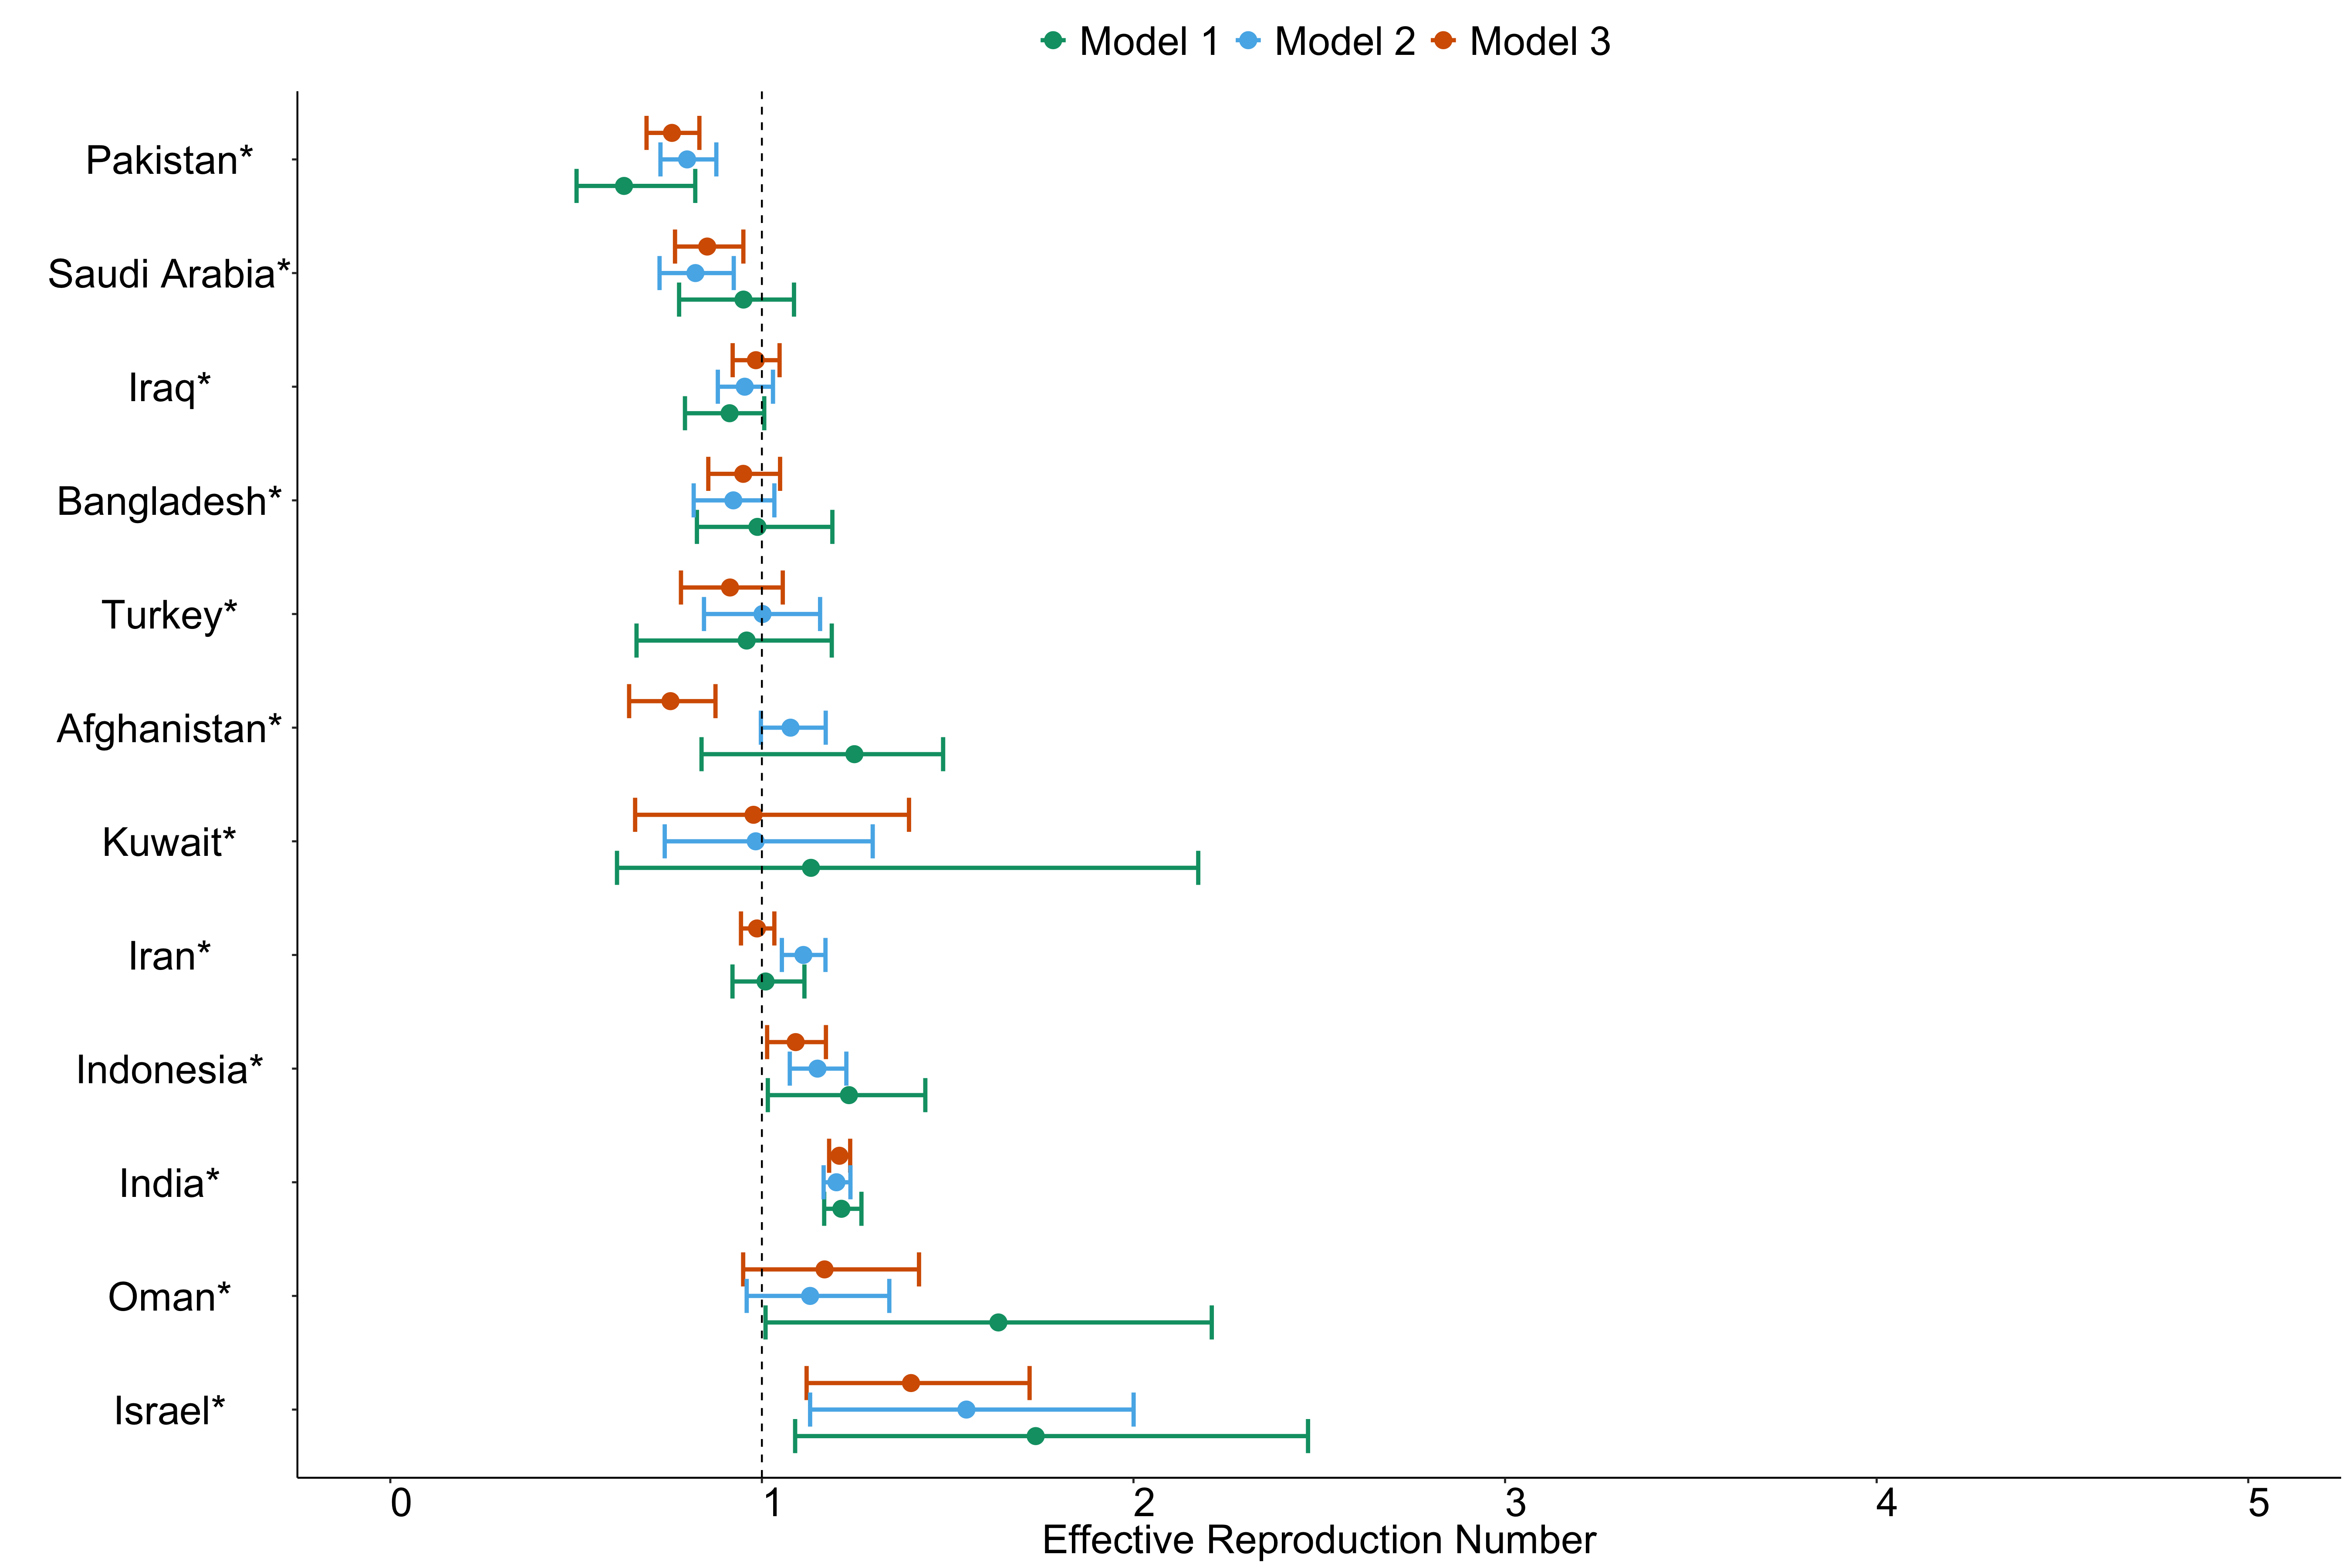 Model 1 Model 2 Model 3
Pakistan*
Saudi Arabia*
Iraq*
Bangladesh*
Turkey*
Afghanistan*
Kuwait*
Iran*
Indonesia*
India*
Oman*
Israel*
0 1 2 3 4 5
Effective Reproduction Number